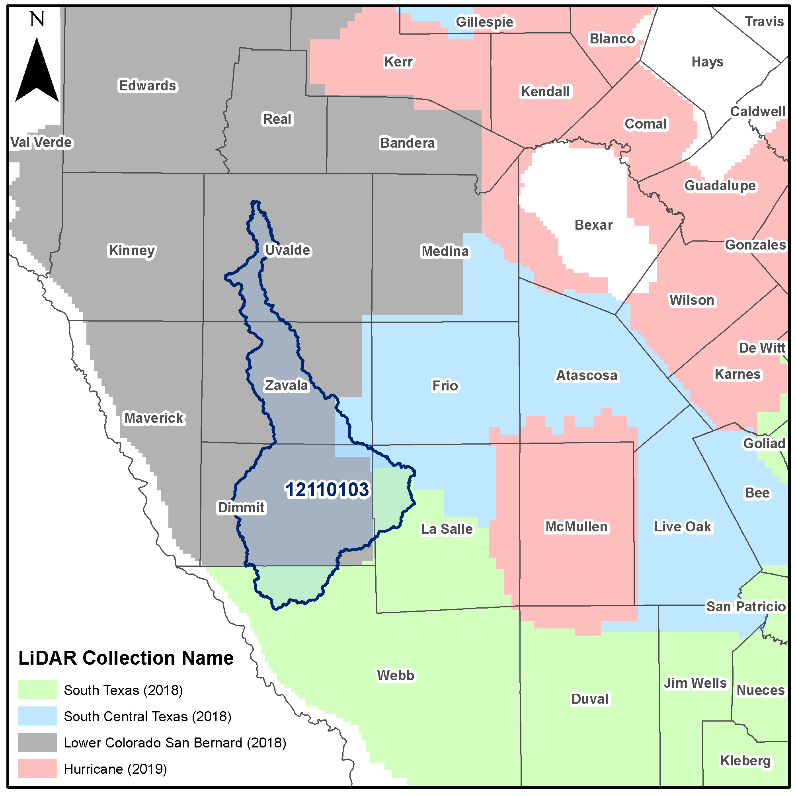 N
Gillespie
Travis
Blanco
Kerr
Hays
Edwards
Kendall
Real
Caldwell
Comal
Val Verde
Bandera
Guadalupe
Bexar
Kinney
Uvalde
Medina
Gonzales
Wilson
De Witt
Karnes
Atascosa
Zavala
Frio
Maverick
Goliad
12110103
Bee
Dimmit
La Salle
McMullen
Live Oak
San Patricio
LiDAR Collection Name
South Texas (2018)
South Central Texas (2018)
Lower Colorado San Bernard (2018)
Hurricane (2019)
Webb
Duval
Jim Wells
Nueces
Kleberg